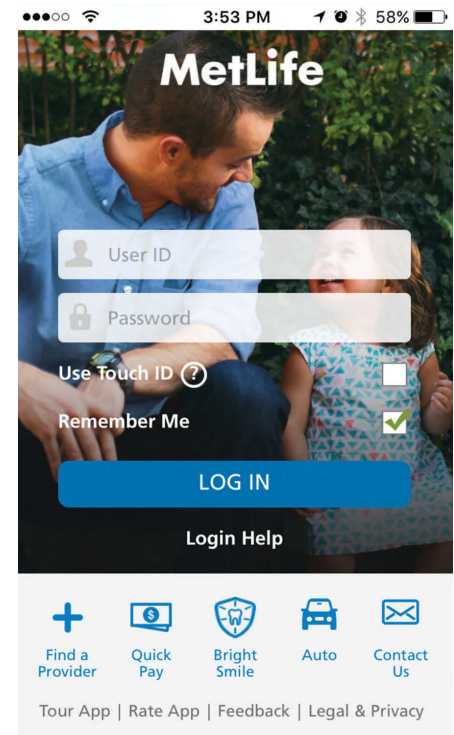 3:53 PM 58%
MetLife
User ID
Password
Use Touch ID ?
Remember Me
LOG IN
Login Help
Find a Provider
Quick Pay
Bright Smile
Auto
Contact Us
Tour App | Rate App | Feedback | Legal & Privacy